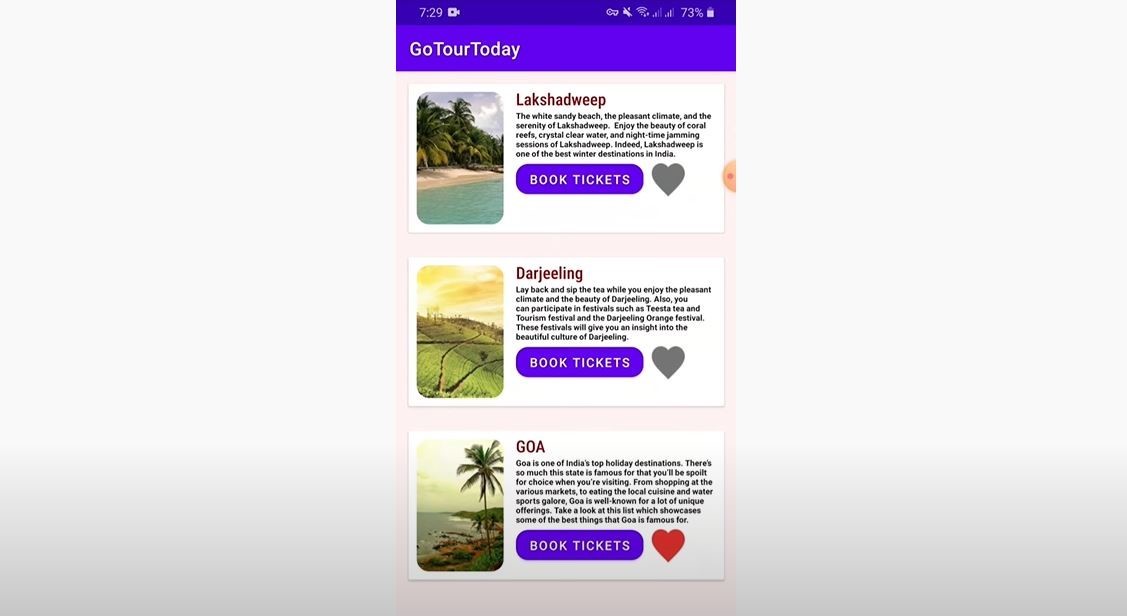 7:29
73%
GoTourToday
Lakshadweep
The white sandy beach, the pleasant climate, and the
serenity of Lakshadweep. Enjoy the beauty of coral
reefs, crystal clear water, and night-time jamming
sessions of Lakshadweep. Indeed, Lakshadweep is
one of the best winter destinations in India.
BOOK TICKETS
Darjeeling
Lay back and sip the tea while you enjoy the pleasant
climate and the beauty of Darjeeling. Also, you
can participate in festivals such as Teesta tea and
Tourism festival and the Darjeeling Orange festival.
These festivals will give you an insight into the
beautiful culture of Darjeeling.
BOOK TICKETS
GOA
Goa is one of India's top holiday destinations. There's
so much this state is famous for that you'll be spoilt
for choice when you're visiting. From shopping at the
various markets, to eating the local cuisine and water
sports galore, Goa is well-known for a lot of unique
offerings. Take a look at this list which showcases
some of the best things that Goa is famous for.
BOOK TICKETS